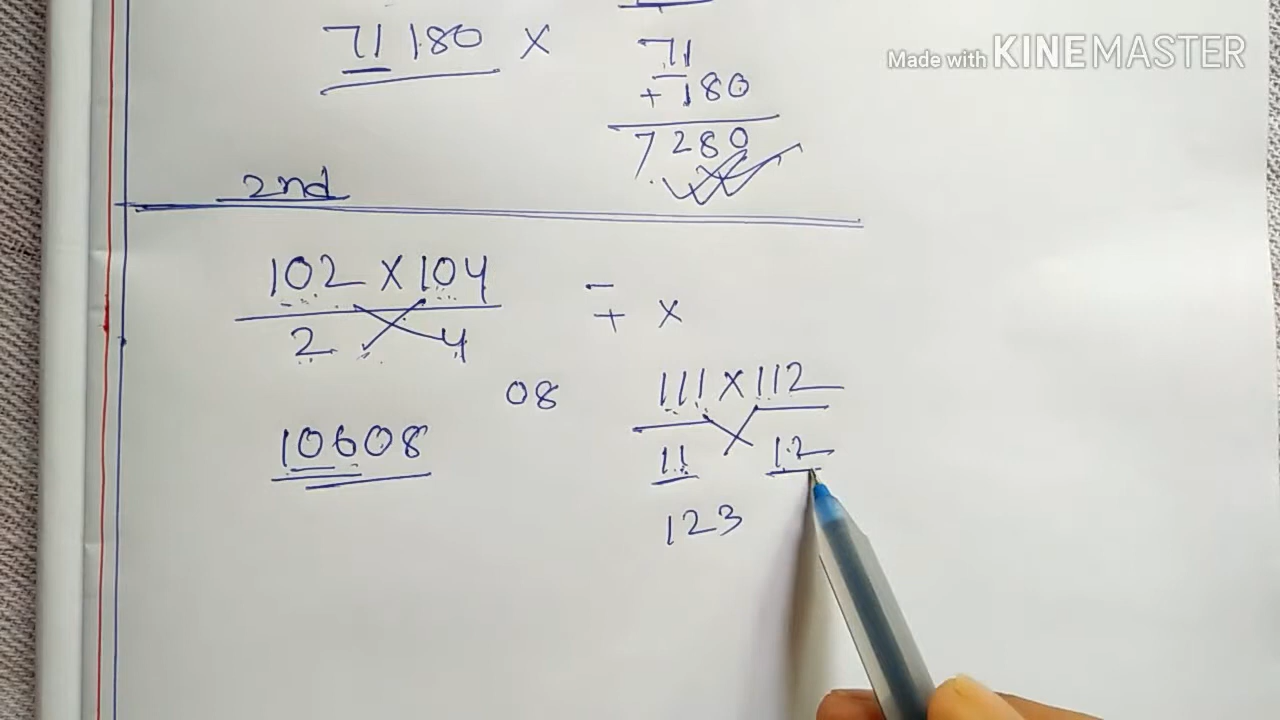 Made with KINEMASTER
71180 X
71
+180
7280
2nd
102 X 104
2 4
10608
08
- + X
111 X 112
11 12
123